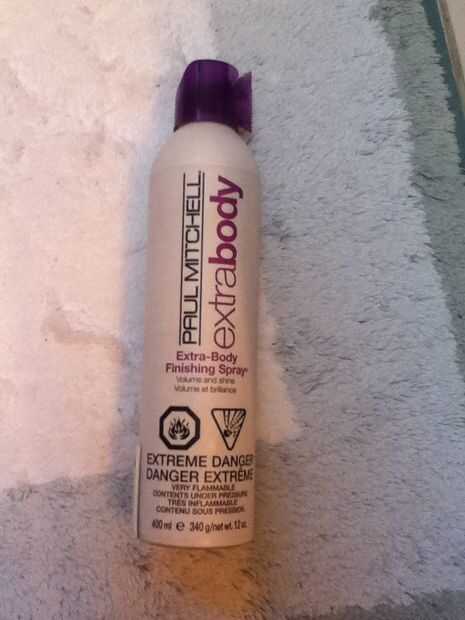 PAUL MITCHELL
extrabody
Extra-Body
Finishing Spray®
Volume and shine
Volume et brillance
EXTREME DANGER
DANGER EXTRÊME
VERY FLAMMABLE
CONTENTS UNDER PRESSURE
TRÈS INFLAMMABLE
CONTENU SOUS PRESSION
400 ml e 340 g/net wt. 12 oz.